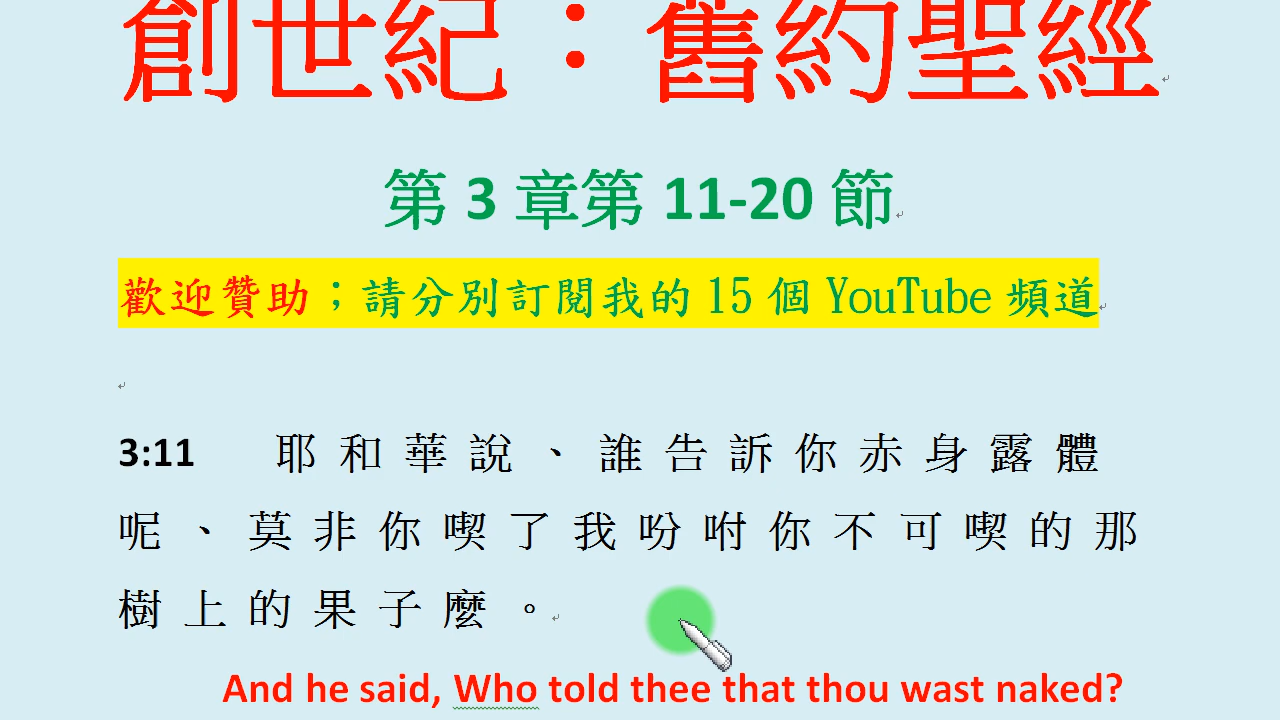 創世紀：舊約聖經
第 3 章第 11-20 節
歡迎贊助；請分別訂閱我的 15 個 YouTube 頻道
3:11 耶和華說、誰告訴你赤身露體
呢、莫非你喫了我吩咐你不可喫的那
樹上的果子麼。
And he said, Who told thee that thou wast naked?